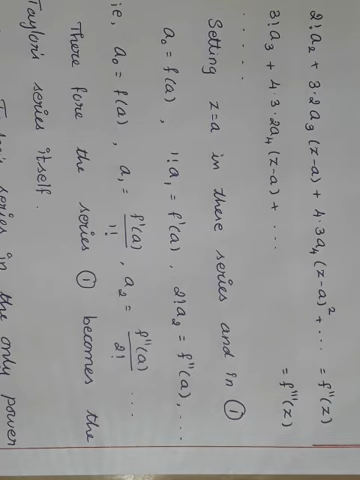 2!a₂ + 3·2a₃(z-a) + 4·3a₄(z-a)² + ... = f''(z)
3!a₃ + 4·3·2a₄(z-a) + ... = f'''(z)
. . . . .
Setting z=a in these series and in ①
a₀ = f(a), 1!a₁ = f'(a), 2!a₂ = f''(a), ...
ie, a₀ = f(a), a₁ = f'(a)/1!, a₂ = f''(a)/2! ...
There fore the series ① becomes the
Taylor's series itself.
series in the only power